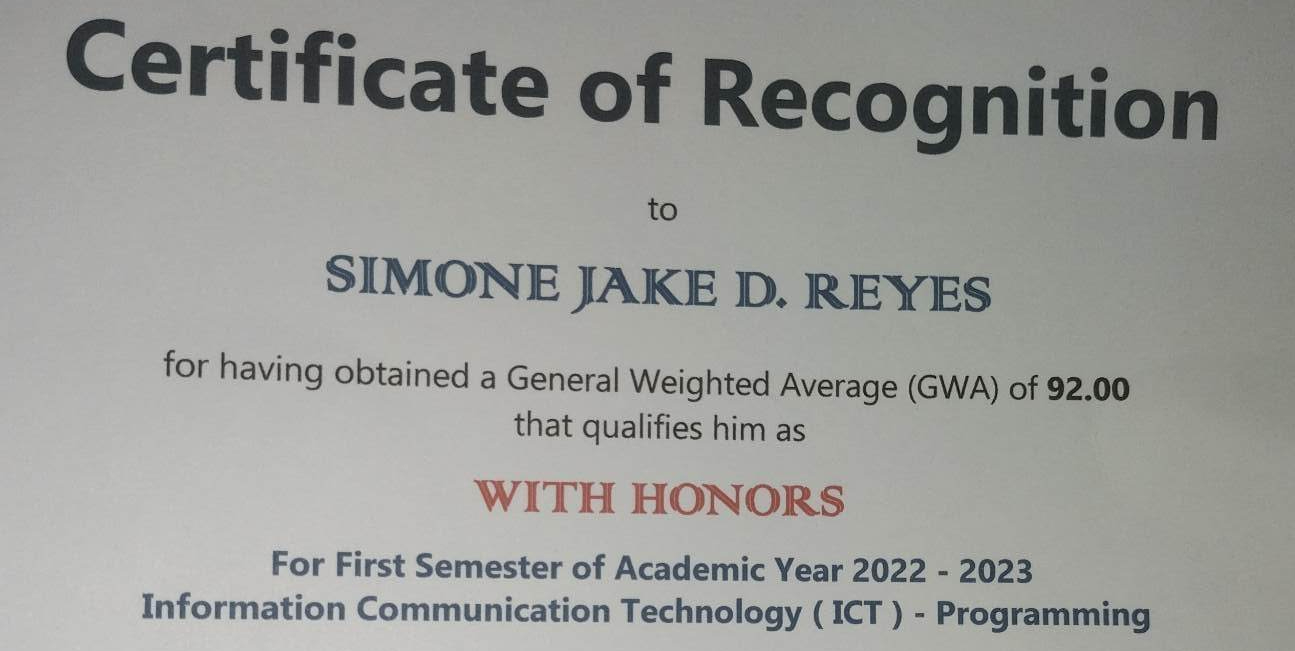 Certificate of Recognition
to
SIMONE JAKE D. REYES
for having obtained a General Weighted Average (GWA) of 92.00
that qualifies him as
WITH HONORS
For First Semester of Academic Year 2022 - 2023
Information Communication Technology ( ICT ) - Programming